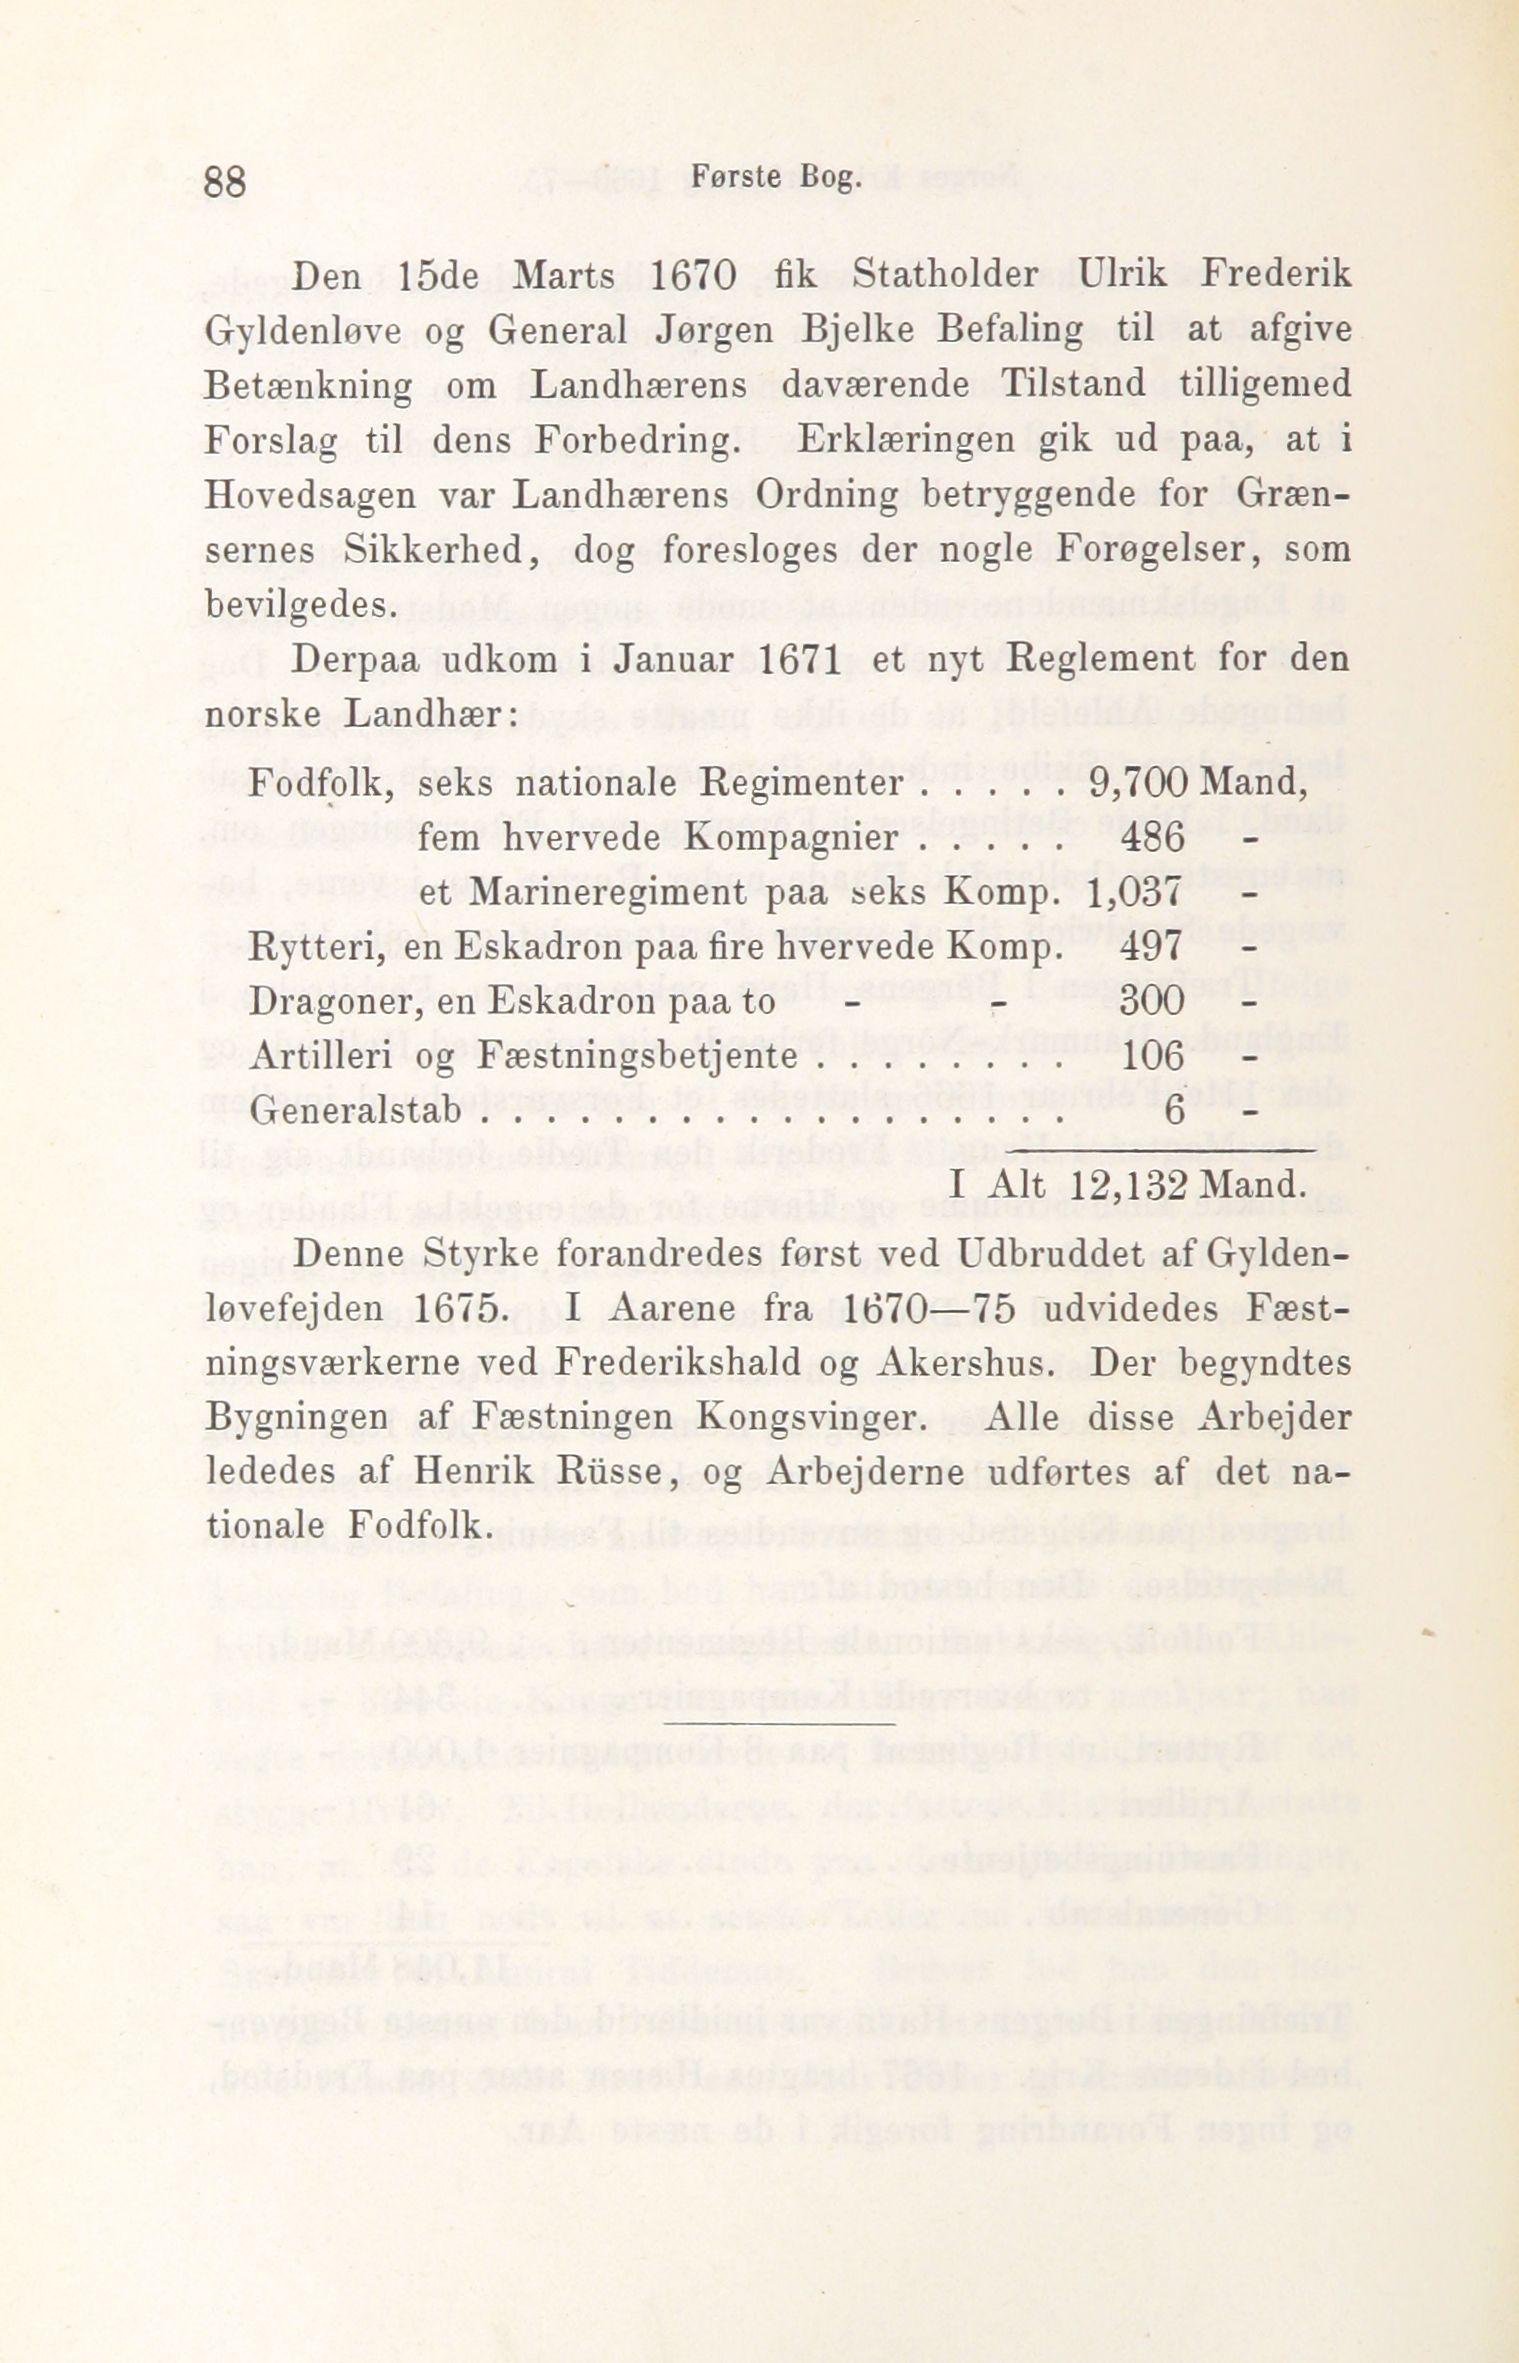 88
Første Bog.
Den 15de Marts 1670 fik Statholder Ulrik Frederik
Gyldenløve og General Jørgen Bjelke Befaling til at afgive
Betænkning om Landhærens daværende Tilstand tilligemed
Forslag til dens Forbedring. Erklæringen gik ud paa, at i
Hovedsagen var Landhærens Ordning betryggende for Græn-
sernes Sikkerhed, dog foresloges der nogle Forøgelser, som
bevilgedes.
Derpaa udkom i Januar 1671 et nyt Reglement for den
norske Landhær:
Fodfolk, seks nationale Regimenter . . . . . 9,700 Mand,
fem hvervede Kompagnier . . . . . 486 -
et Marineregiment paa seks Komp. 1,037 -
Rytteri, en Eskadron paa fire hvervede Komp. 497 -
Dragoner, en Eskadron paa to - - 300 -
Artilleri og Fæstningsbetjente . . . . . . . . 106 -
Generalstab . . . . . . . . . . . . . . . . . . 6 -
I Alt 12,132 Mand.
Denne Styrke forandredes først ved Udbruddet af Gylden-
løvefejden 1675. I Aarene fra 1670—75 udvidedes Fæst-
ningsværkerne ved Frederikshald og Akershus. Der begyndtes
Bygningen af Fæstningen Kongsvinger. Alle disse Arbejder
lededes af Henrik Rüsse, og Arbejderne udførtes af det na-
tionale Fodfolk.